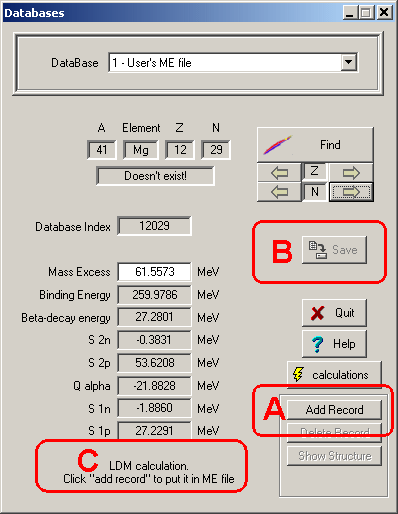 Databases
DataBase 1 - User's ME file
A Element Z N
41 Mg 12 29
Doesn't exist!
Find
Z
N
Database Index 12029
B Save
Mass Excess 61.5573 MeV
Binding Energy 259.9786 MeV
Beta-decay energy 27.2801 MeV
S 2n -0.3831 MeV
S 2p 53.6208 MeV
Q alpha -21.8828 MeV
S 1n -1.8860 MeV
S 1p 27.2291 MeV
Quit
Help
calculations
A Add Record
Delete Record
Show Structure
C LDM calculation.
Click "add record" to put it in ME file